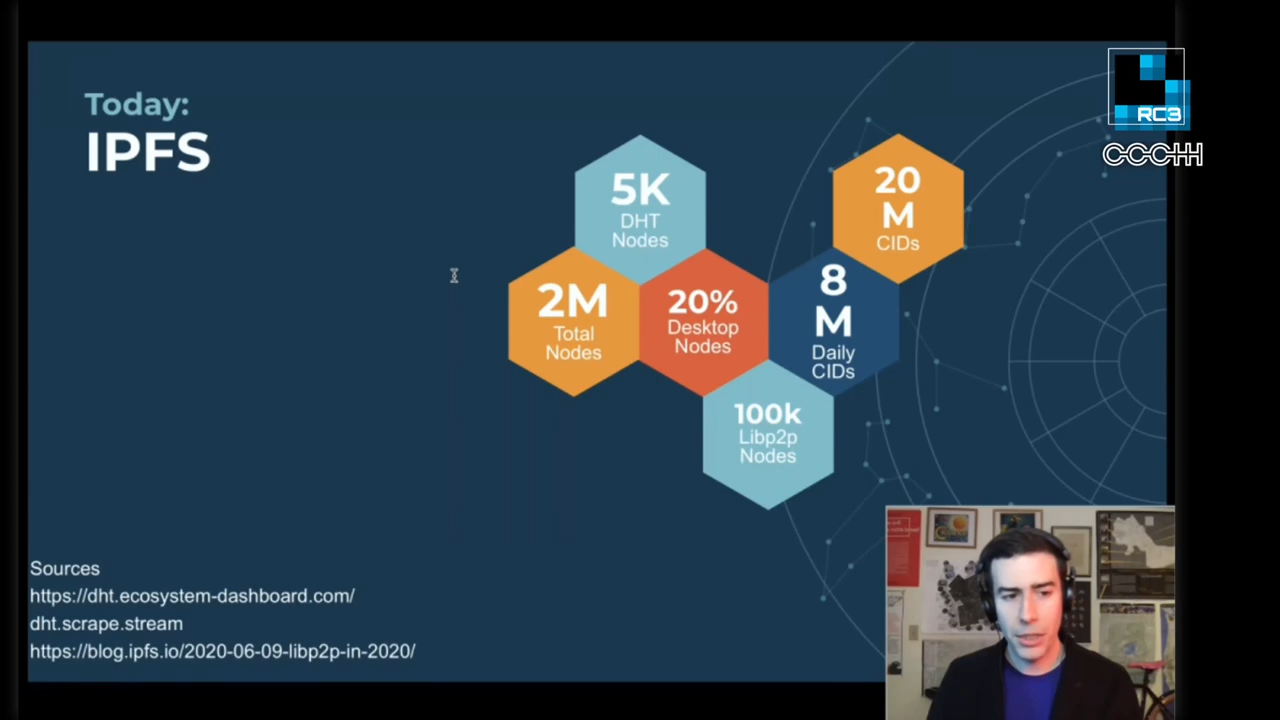 Today:
IPFS
5K
DHT
Nodes
20
M
CIDs
2M
Total
Nodes
20%
Desktop
Nodes
8
M
Daily
CIDs
100k
Libp2p
Nodes
Sources
https://dht.ecosystem-dashboard.com/
dht.scrape.stream
https://blog.ipfs.io/2020-06-09-libp2p-in-2020/
RC3
CCCHH